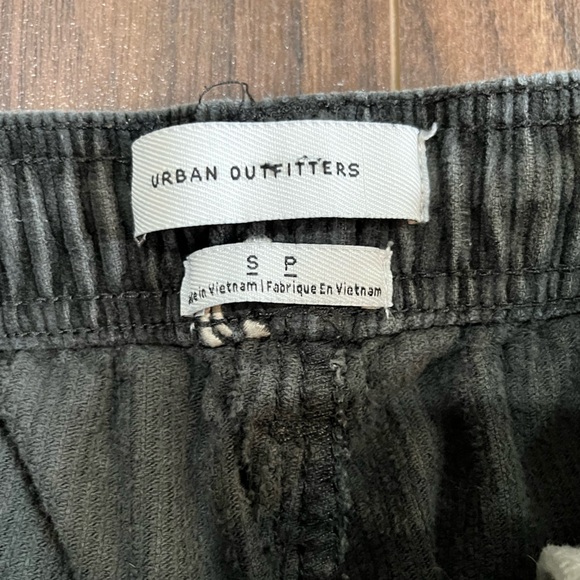 URBAN OUTFITTERS
S P
in Vietnam | Fabrique En Vietnam